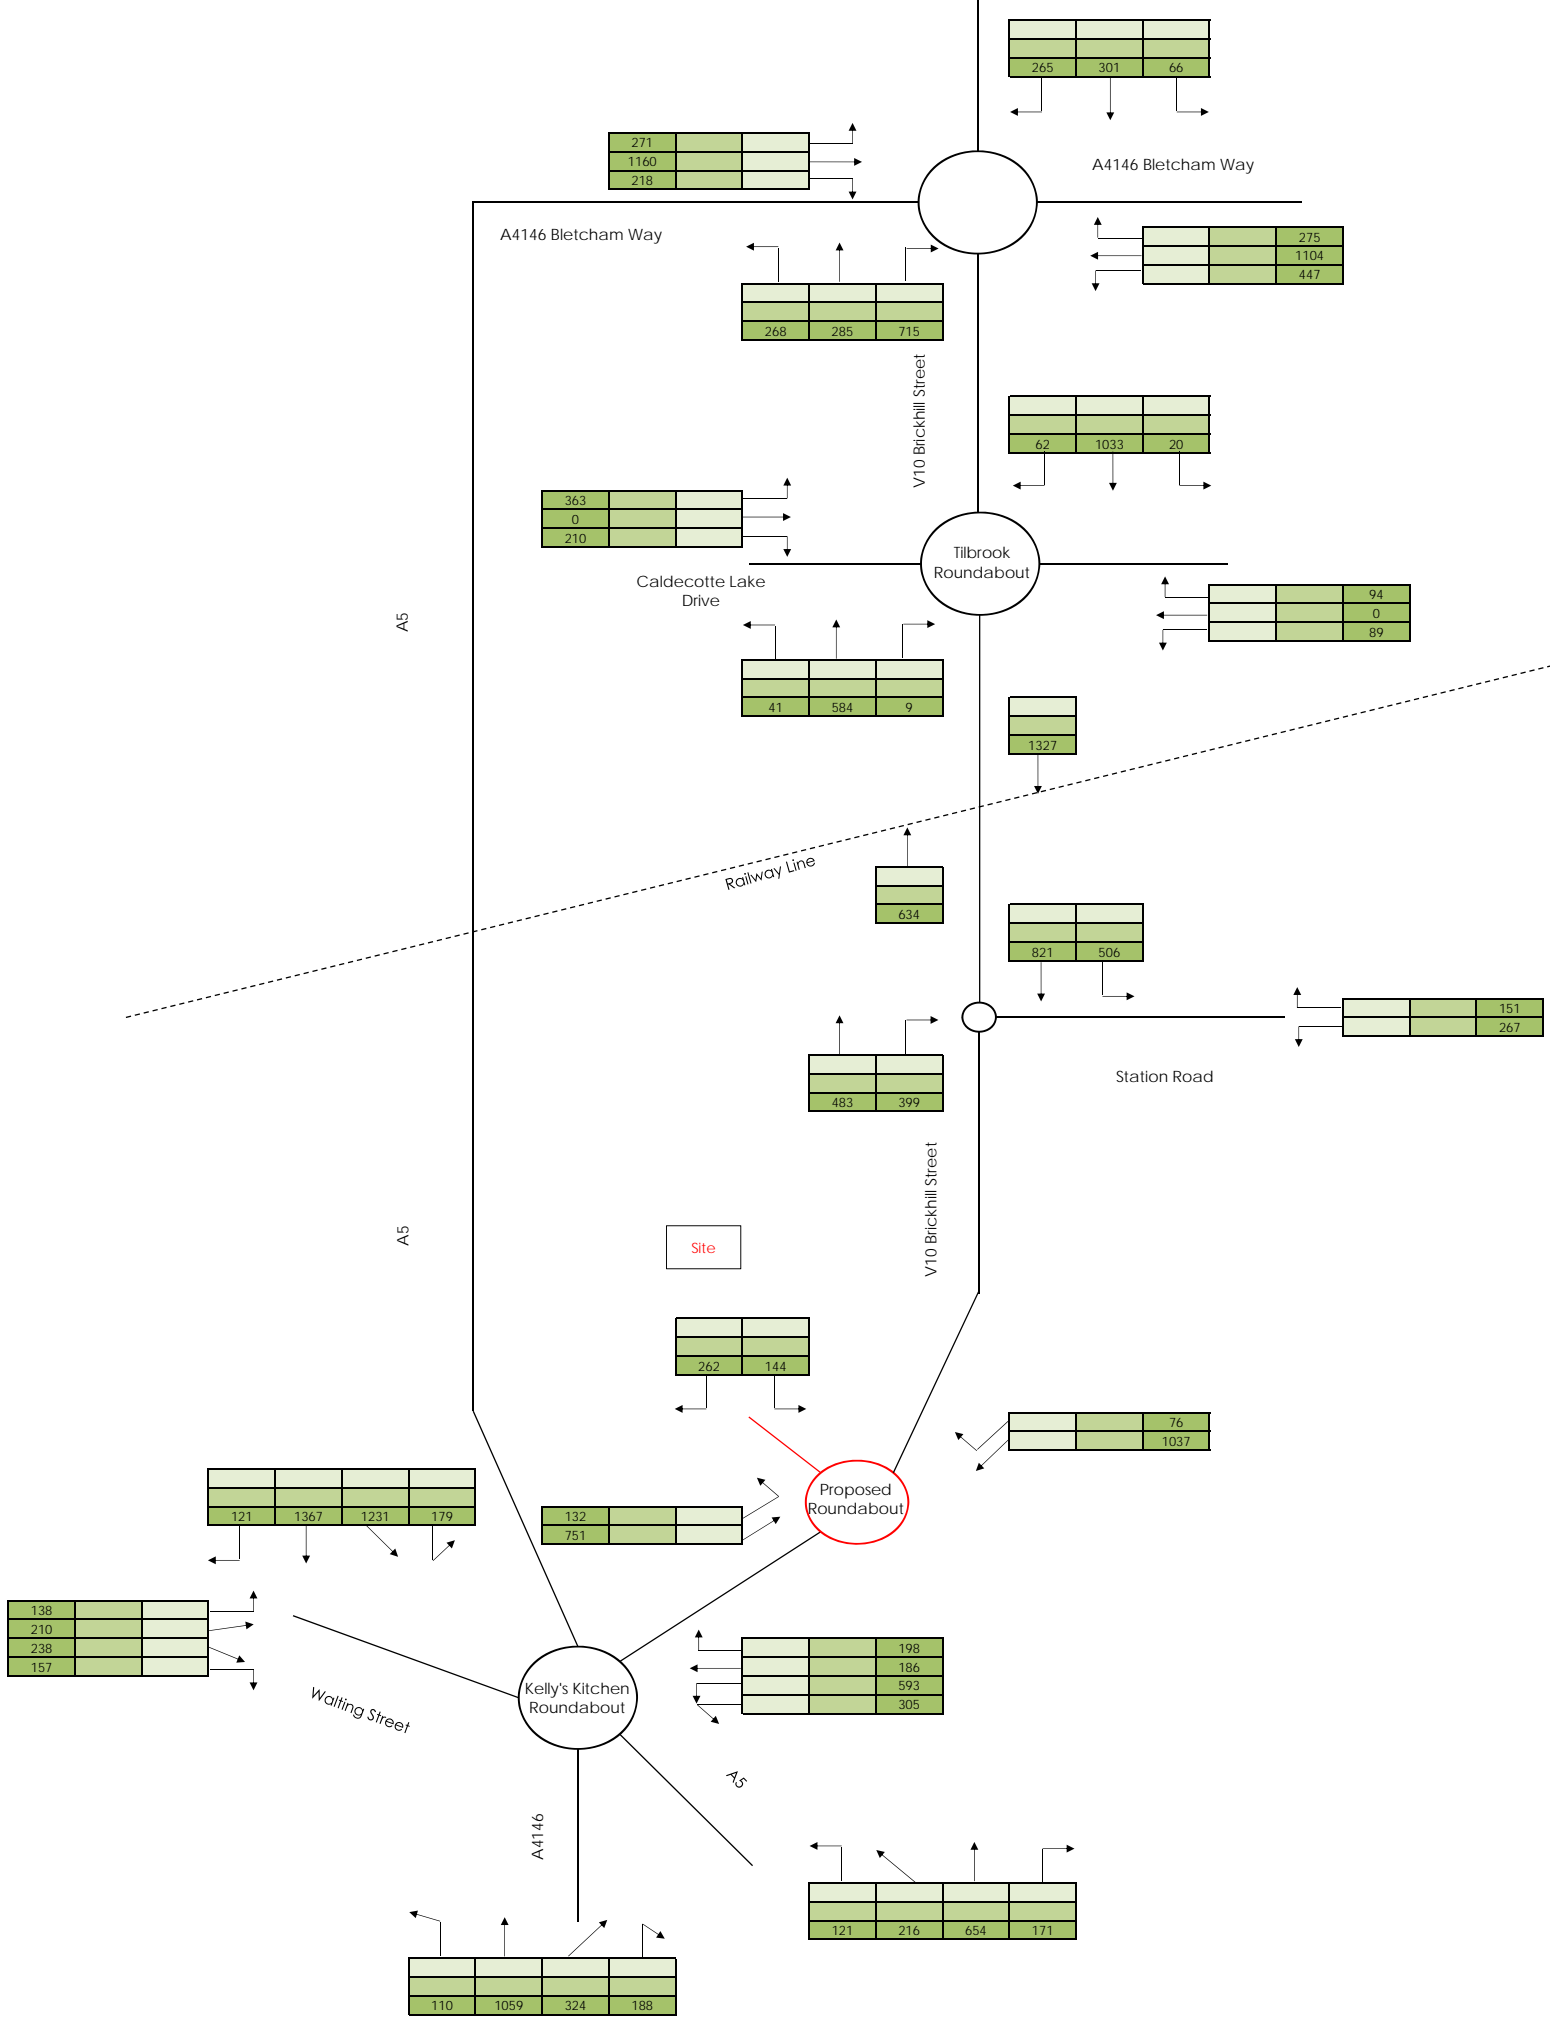 265 301 66
271
1160
218
A4146 Bletcham Way
A4146 Bletcham Way
275
1104
447
268 285 715
V10 Brickhill Street
62 1033 20
363
0
210
Tilbrook
Roundabout
Caldecotte Lake
Drive
94
0
89
A5
41 584 9
1327
Railway Line
634
821 506
151
267
Station Road
483 399
V10 Brickhill Street
A5
Site
262 144
76
1037
121 1367 1231 179
132
751
Proposed
Roundabout
138
210
238
157
198
186
593
305
Kelly's Kitchen
Roundabout
Walting Street
A5
A4146
121 216 654 171
110 1059 324 188